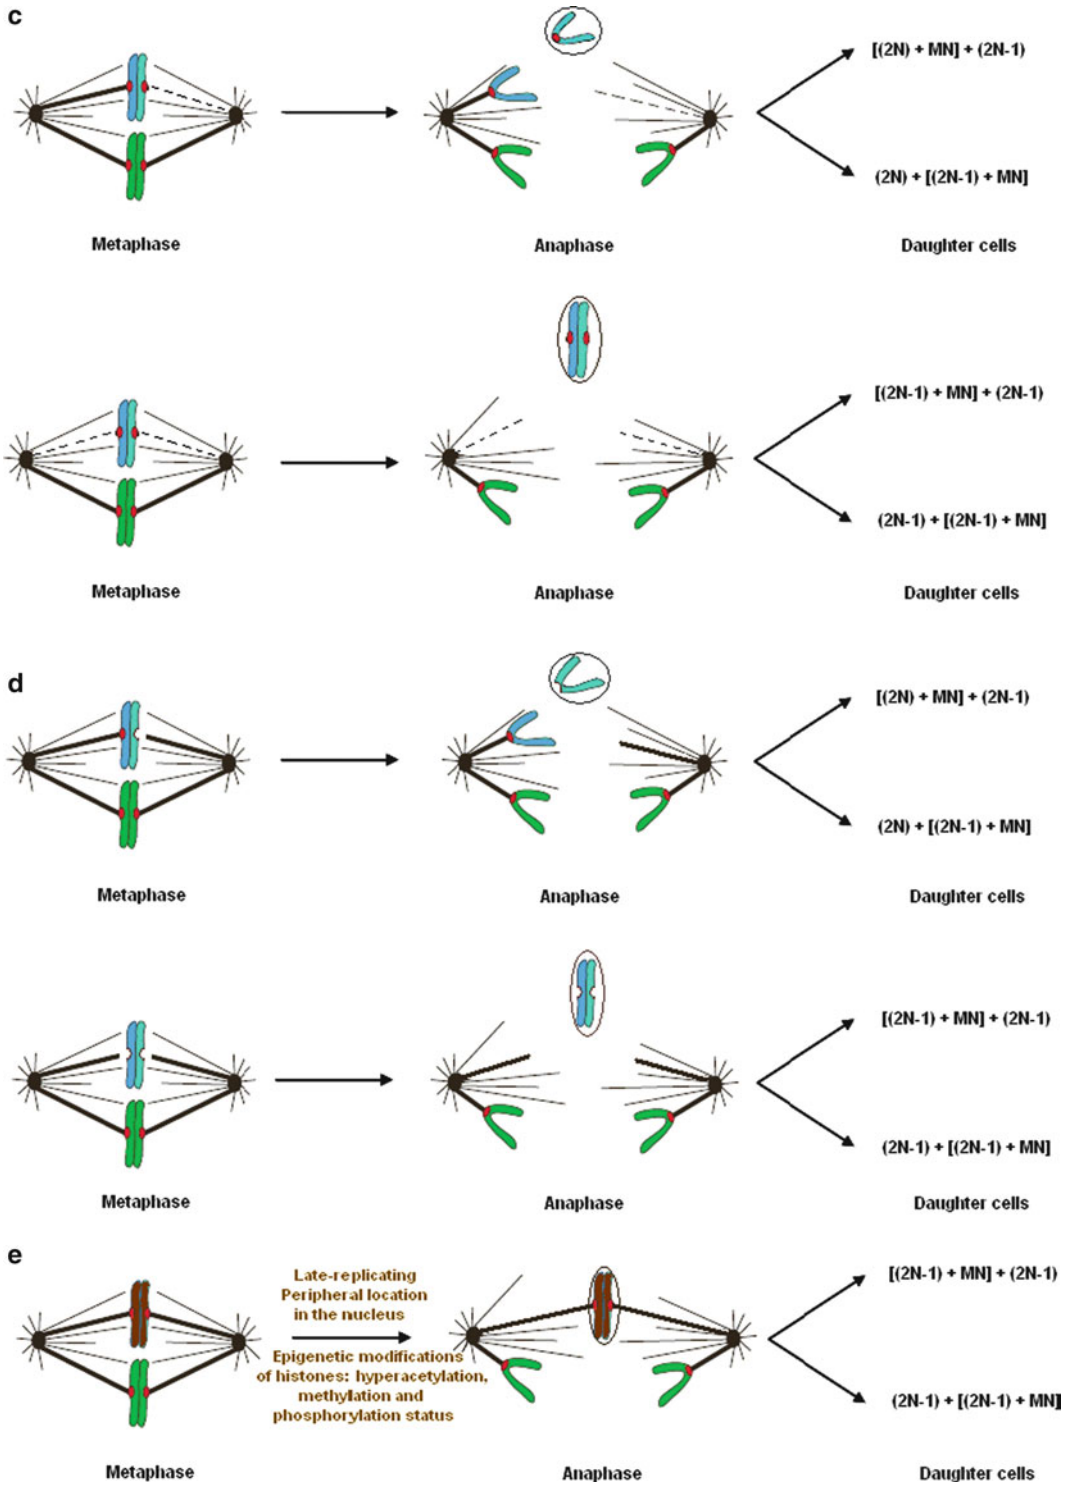 c
[(2N) + MN] + (2N-1)
(2N) + [(2N-1) + MN]
Metaphase
Anaphase
Daughter cells
[(2N-1) + MN] + (2N-1)
(2N-1) + [(2N-1) + MN]
Metaphase
Anaphase
Daughter cells
d
[(2N) + MN] + (2N-1)
(2N) + [(2N-1) + MN]
Metaphase
Anaphase
Daughter cells
[(2N-1) + MN] + (2N-1)
(2N-1) + [(2N-1) + MN]
Metaphase
Anaphase
Daughter cells
e
Late-replicating
Peripheral location
in the nucleus
Epigenetic modifications
of histones: hyperacetylation,
methylation and
phosphorylation status
[(2N-1) + MN] + (2N-1)
(2N-1) + [(2N-1) + MN]
Metaphase
Anaphase
Daughter cells